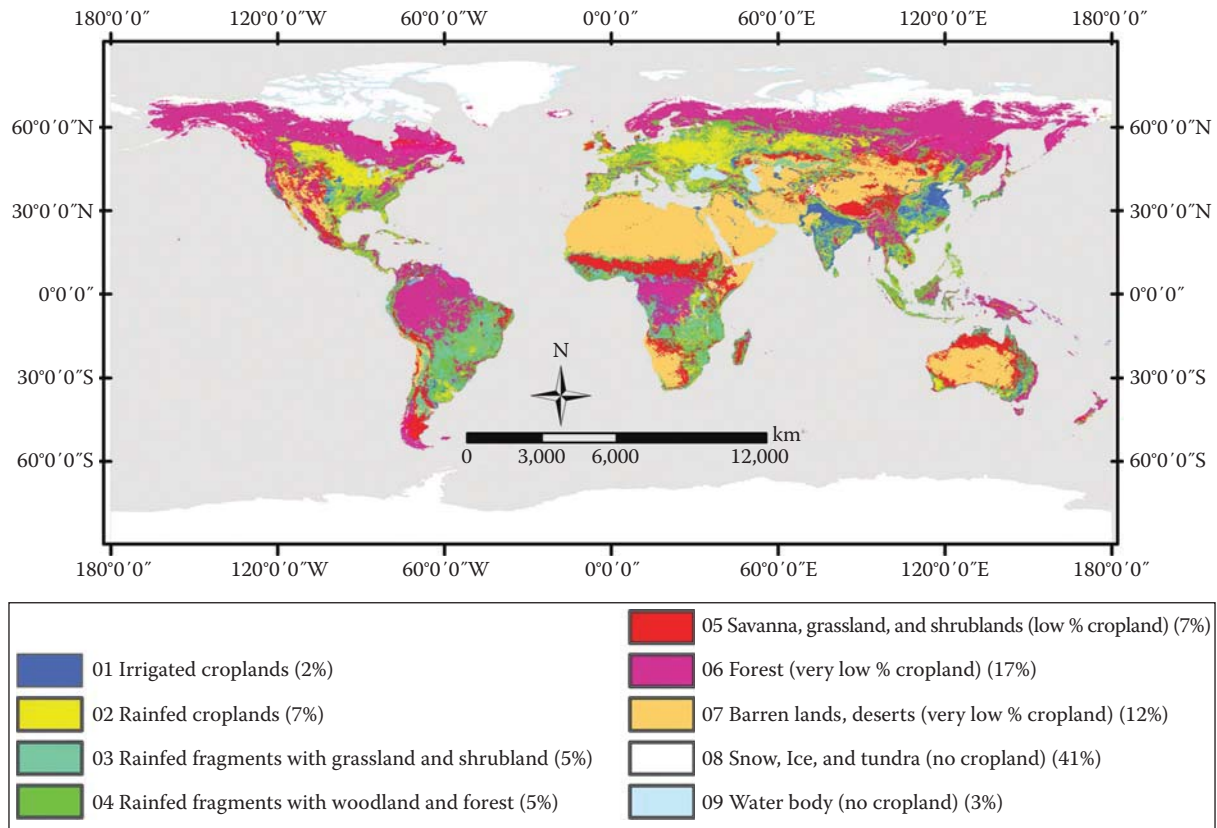 180°0′0″ 120°0′0″W 60°0′0″W 0°0′0″ 60°0′0″E 120°0′0″E 180°0′0″
60°0′0″N 60°0′0″N
30°0′0″N 30°0′0″N
0°0′0″ 0°0′0″
N
30°0′0″S 30°0′0″S
km
0 3,000 6,000 12,000
60°0′0″S 60°0′0″S
180°0′0″ 120°0′0″W 60°0′0″W 0°0′0″ 60°0′0″E 120°0′0″E 180°0′0″
01 Irrigated croplands (2%)
02 Rainfed croplands (7%)
03 Rainfed fragments with grassland and shrubland (5%)
04 Rainfed fragments with woodland and forest (5%)
05 Savanna, grassland, and shrublands (low % cropland) (7%)
06 Forest (very low % cropland) (17%)
07 Barren lands, deserts (very low % cropland) (12%)
08 Snow, Ice, and tundra (no cropland) (41%)
09 Water body (no cropland) (3%)